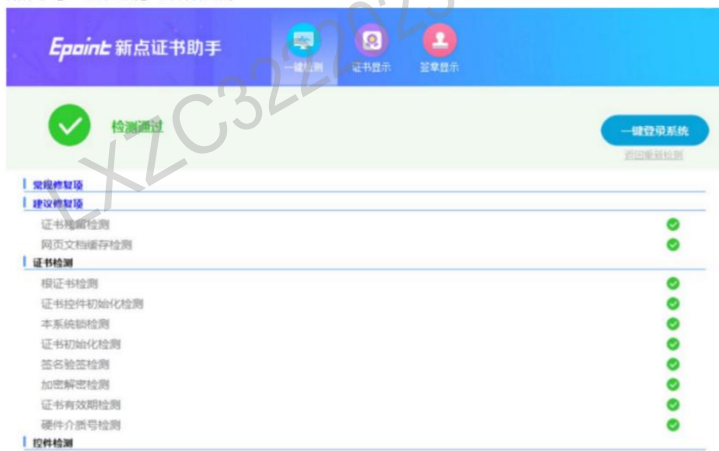 Epoint 新点证书助手
一键检测
证书显示
签章显示
检测通过
一键登录系统
返回重新检测
常规修复项
建议修复项
证书残留检测
网页文档缓存检测
证书检测
根证书检测
证书控件初始化检测
本系统锁检测
证书初始化检测
签名验签检测
加密解密检测
证书有效期检测
硬件介质号检测
控件检测